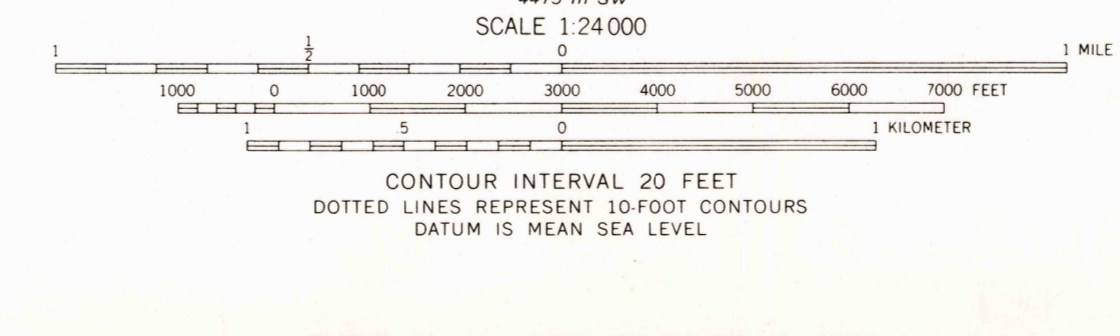 SCALE 1:24 000
1 1/2 0 1 MILE
1000 0 1000 2000 3000 4000 5000 6000 7000 FEET
1 .5 0 1 KILOMETER
CONTOUR INTERVAL 20 FEET
DOTTED LINES REPRESENT 10-FOOT CONTOURS
DATUM IS MEAN SEA LEVEL